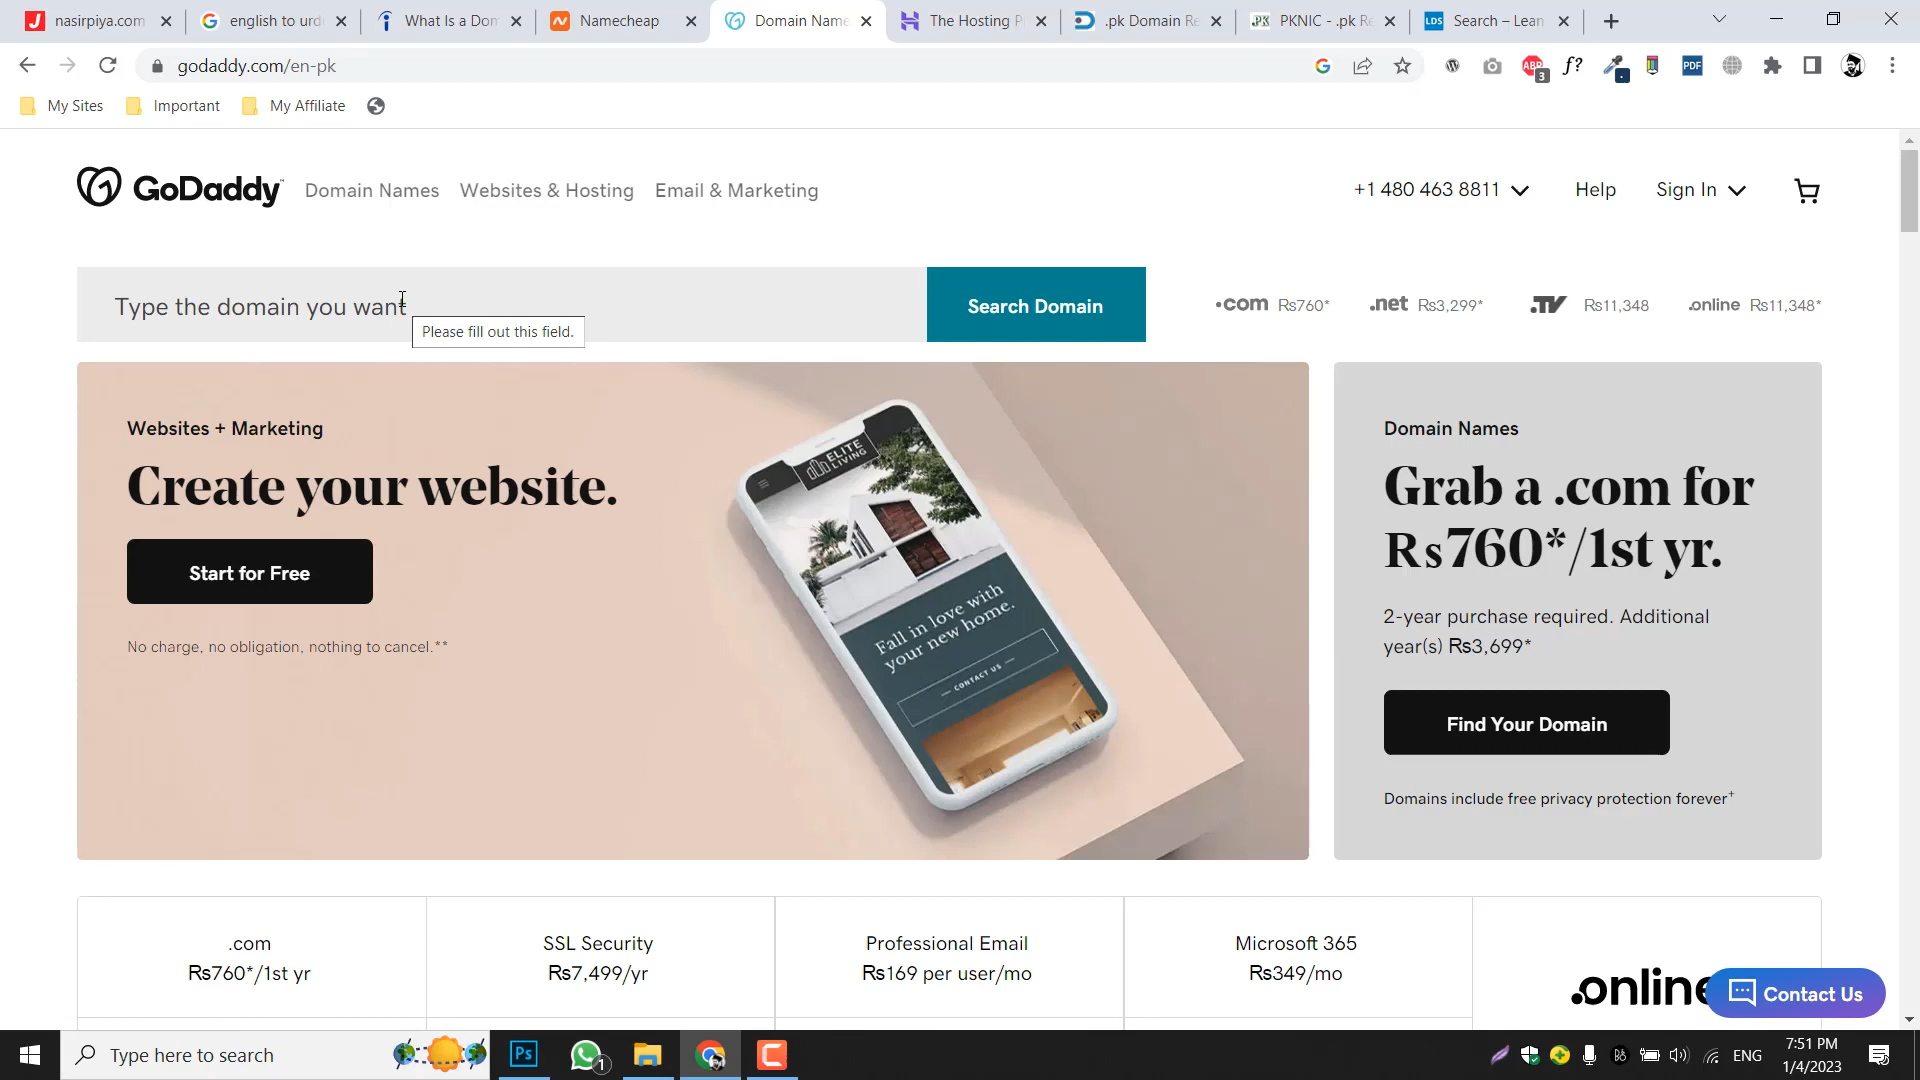 nasirpiya.com
english to urd
What Is a Dom
Namecheap
Domain Name
The Hosting P
.pk Domain Re
PKNIC - .pk Re
Search – Lean
godaddy.com/en-pk
My Sites
Important
My Affiliate
GoDaddy
Domain Names
Websites & Hosting
Email & Marketing
+1 480 463 8811
Help
Sign In
Type the domain you want
Please fill out this field.
Search Domain
.com Rs760*
.net Rs3,299*
.TV Rs11,348
.online Rs11,348*
Websites + Marketing
Create your website.
Start for Free
No charge, no obligation, nothing to cancel.**
ELITE
LIVING
Fall in love with
your new home.
CONTACT US
Domain Names
Grab a .com for
Rs760*/1st yr.
2-year purchase required. Additional
year(s) Rs3,699*
Find Your Domain
Domains include free privacy protection forever+
.com
Rs760*/1st yr
SSL Security
Rs7,499/yr
Professional Email
Rs169 per user/mo
Microsoft 365
Rs349/mo
.online
Contact Us
Type here to search
Ps
1
ENG
7:51 PM
1/4/2023